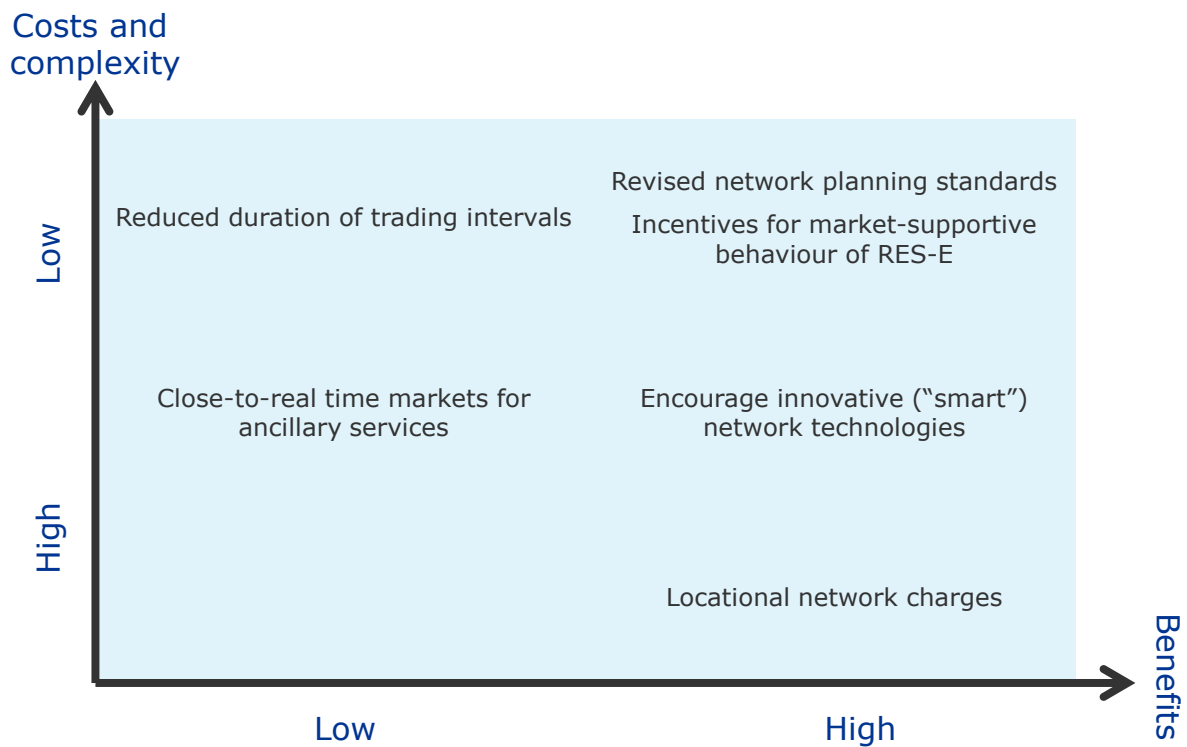 Costs and
complexity
Revised network planning standards
Reduced duration of trading intervals
Incentives for market-supportive
behaviour of RES-E
Low
Close-to-real time markets for
ancillary services
Encourage innovative (“smart”)
network technologies
High
Locational network charges
Benefits
Low
High